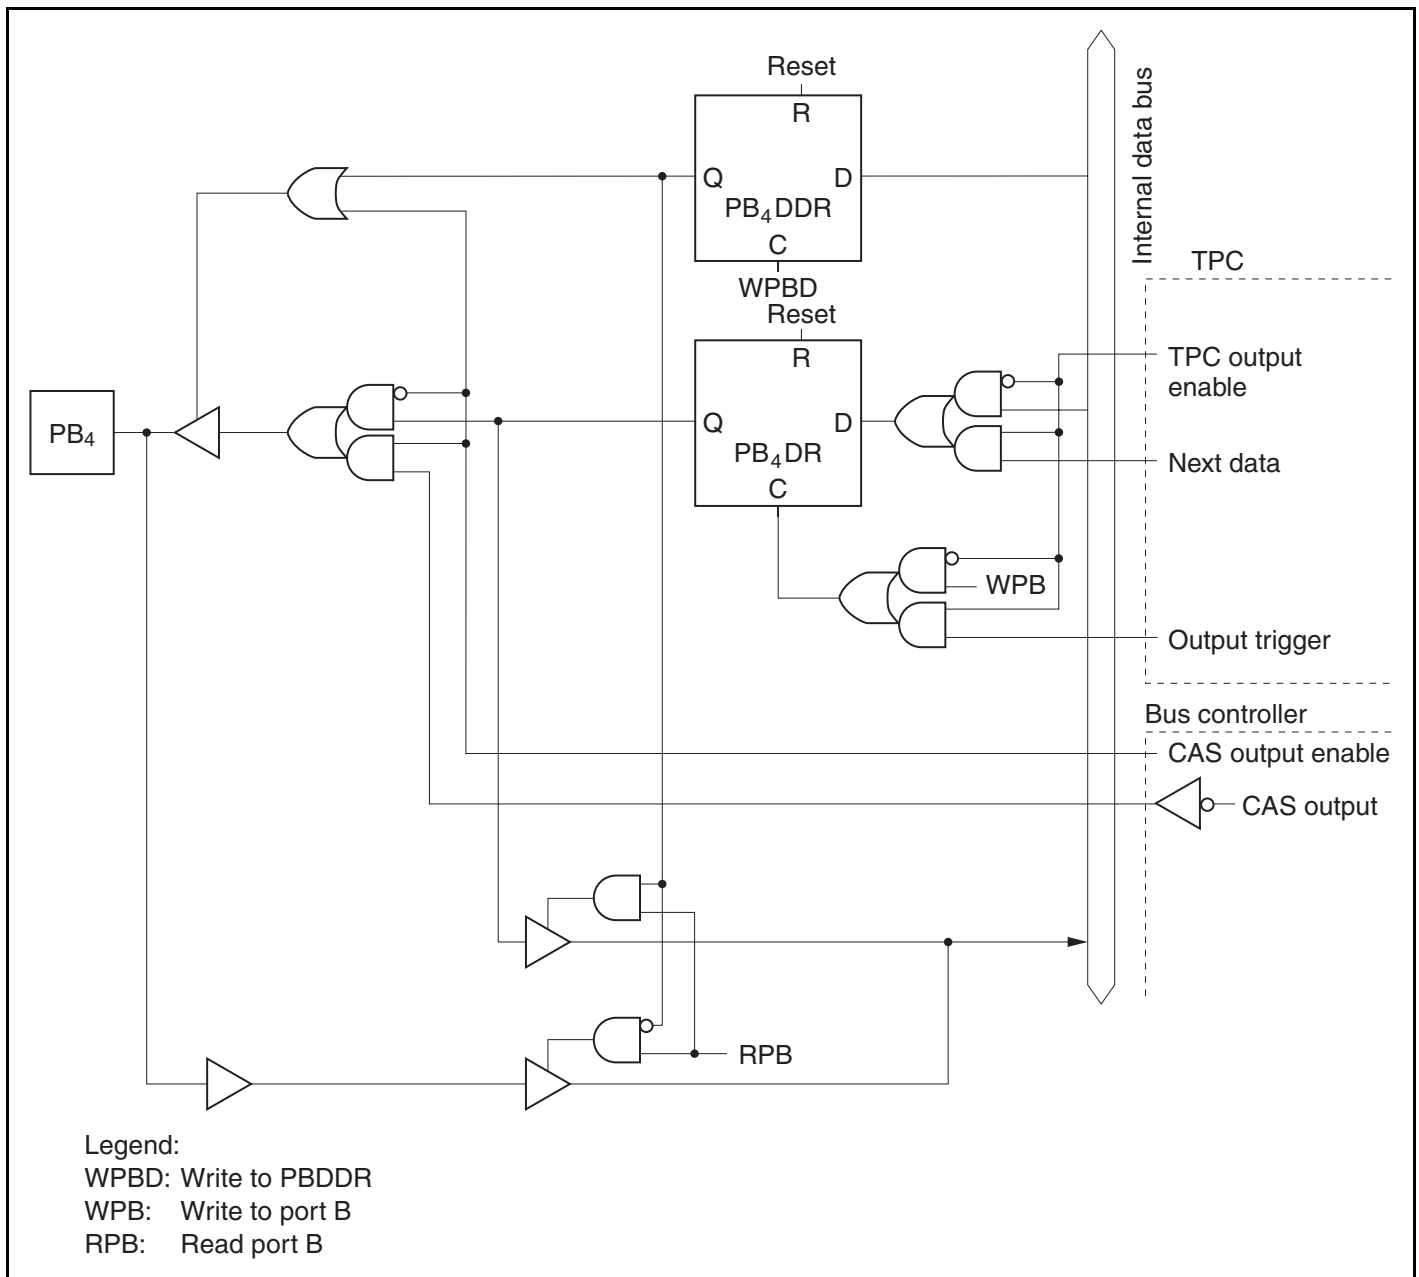 Reset
R
Q
D
PB4DDR
C
WPBD
Internal data bus
TPC
Reset
R
TPC output
enable
PB4
Q
D
PB4DR
C
Next data
WPB
Output trigger
Bus controller
CAS output enable
CAS output
RPB
Legend:
WPBD: Write to PBDDR
WPB: Write to port B
RPB: Read port B